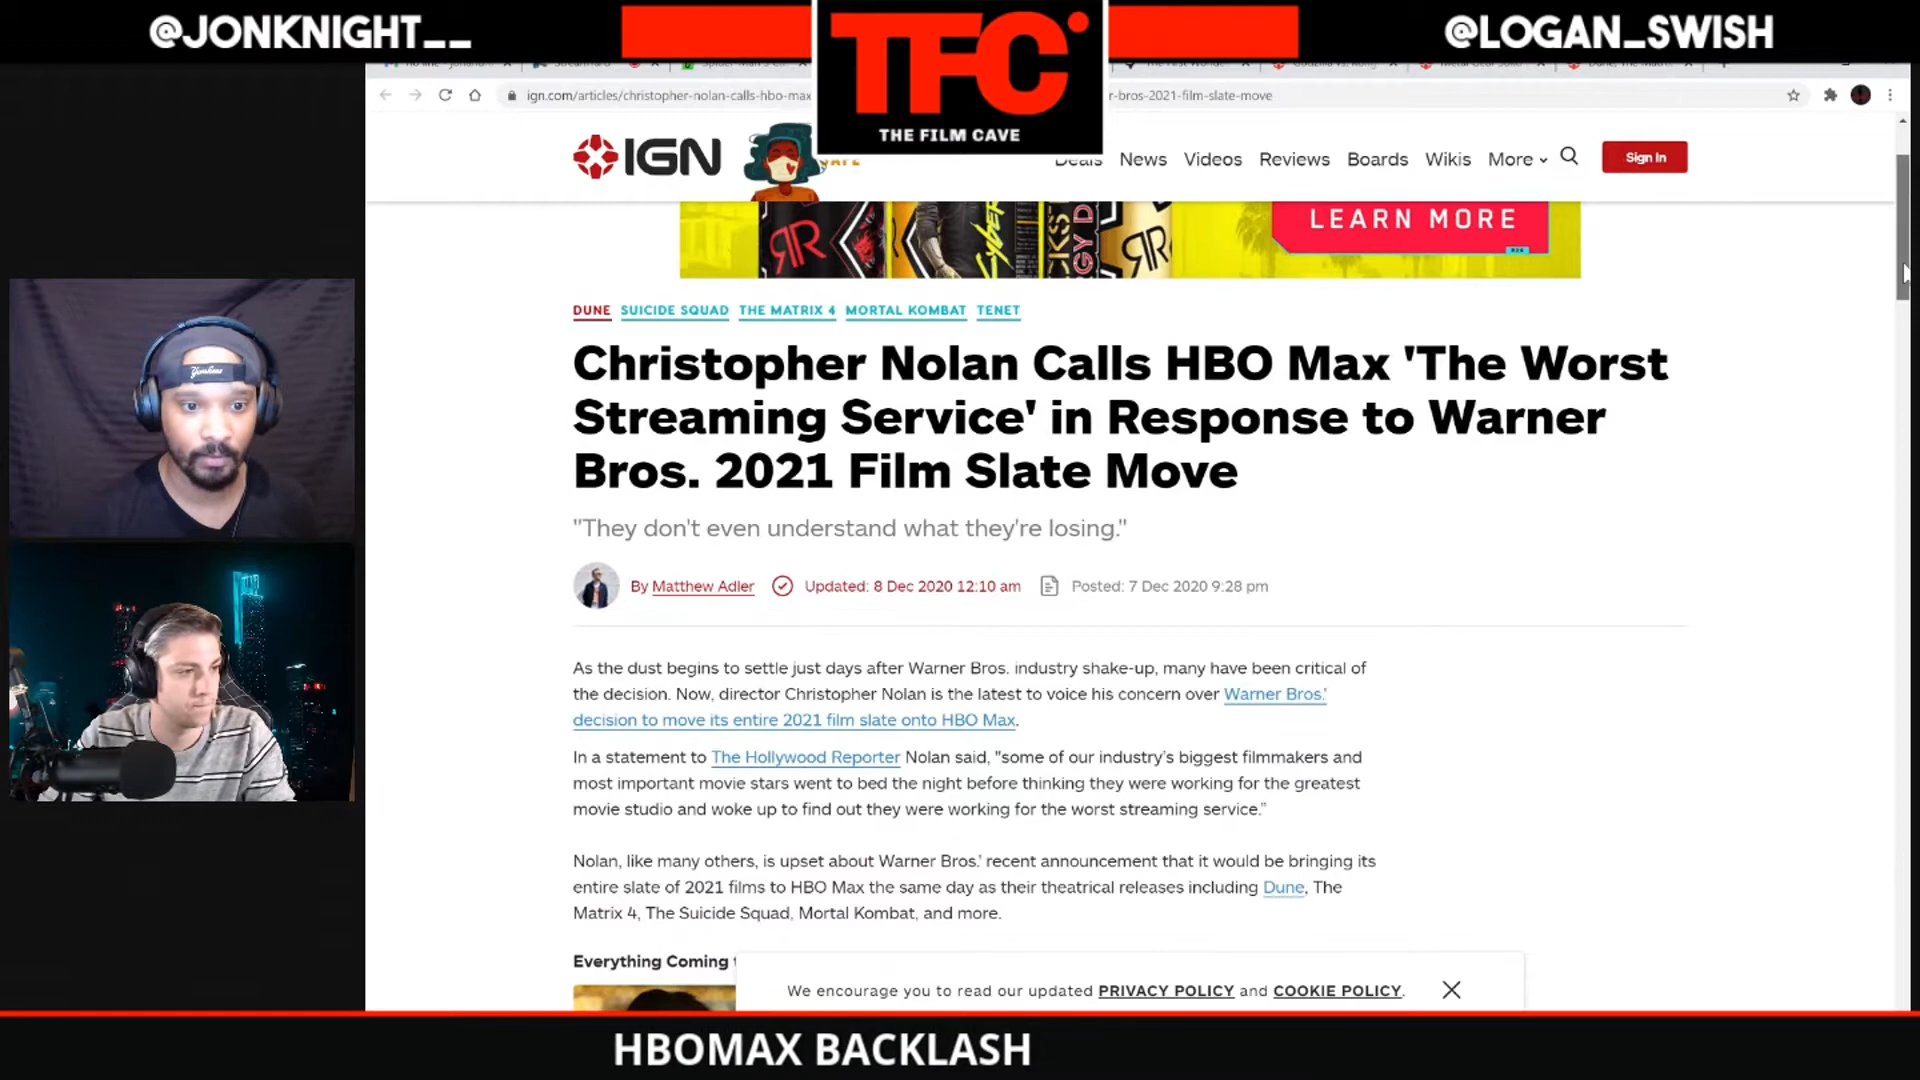 @JONKNIGHT__
TFC
THE FILM CAVE
@LOGAN_SWISH
ign.com/articles/christopher-nolan-calls-hbo-max
r-bros-2021-film-slate-move
IGN
Deals News Videos Reviews Boards Wikis More
Sign In
LEARN MORE
DUNE SUICIDE SQUAD THE MATRIX 4 MORTAL KOMBAT TENET
Christopher Nolan Calls HBO Max 'The Worst
Streaming Service' in Response to Warner
Bros. 2021 Film Slate Move
"They don't even understand what they're losing."
By Matthew Adler Updated: 8 Dec 2020 12:10 am Posted: 7 Dec 2020 9:28 pm
As the dust begins to settle just days after Warner Bros. industry shake-up, many have been critical of
the decision. Now, director Christopher Nolan is the latest to voice his concern over Warner Bros.'
decision to move its entire 2021 film slate onto HBO Max.
In a statement to The Hollywood Reporter Nolan said, "some of our industry's biggest filmmakers and
most important movie stars went to bed the night before thinking they were working for the greatest
movie studio and woke up to find out they were working for the worst streaming service."
Nolan, like many others, is upset about Warner Bros.' recent announcement that it would be bringing its
entire slate of 2021 films to HBO Max the same day as their theatrical releases including Dune, The
Matrix 4, The Suicide Squad, Mortal Kombat, and more.
Everything Coming
We encourage you to read our updated PRIVACY POLICY and COOKIE POLICY.
HBOMAX BACKLASH